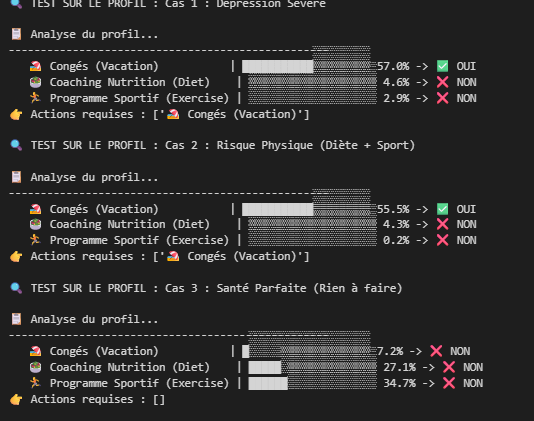 🔍 TEST SUR LE PROFIL : Cas 1 : Dépression Sévère
📋 Analyse du profil...
🏖️ Congés (Vacation) | 57.0% -> ✅ OUI
🥗 Coaching Nutrition (Diet) | 4.6% -> ❌ NON
🏃 Programme Sportif (Exercise) | 2.9% -> ❌ NON
👉 Actions requises : ['🏖️ Congés (Vacation)']
🔍 TEST SUR LE PROFIL : Cas 2 : Risque Physique (Diète + Sport)
📋 Analyse du profil...
🏖️ Congés (Vacation) | 55.5% -> ✅ OUI
🥗 Coaching Nutrition (Diet) | 4.3% -> ❌ NON
🏃 Programme Sportif (Exercise) | 0.2% -> ❌ NON
👉 Actions requises : ['🏖️ Congés (Vacation)']
🔍 TEST SUR LE PROFIL : Cas 3 : Santé Parfaite (Rien à faire)
📋 Analyse du profil...
🏖️ Congés (Vacation) | 7.2% -> ❌ NON
🥗 Coaching Nutrition (Diet) | 27.1% -> ❌ NON
🏃 Programme Sportif (Exercise) | 34.7% -> ❌ NON
👉 Actions requises : []